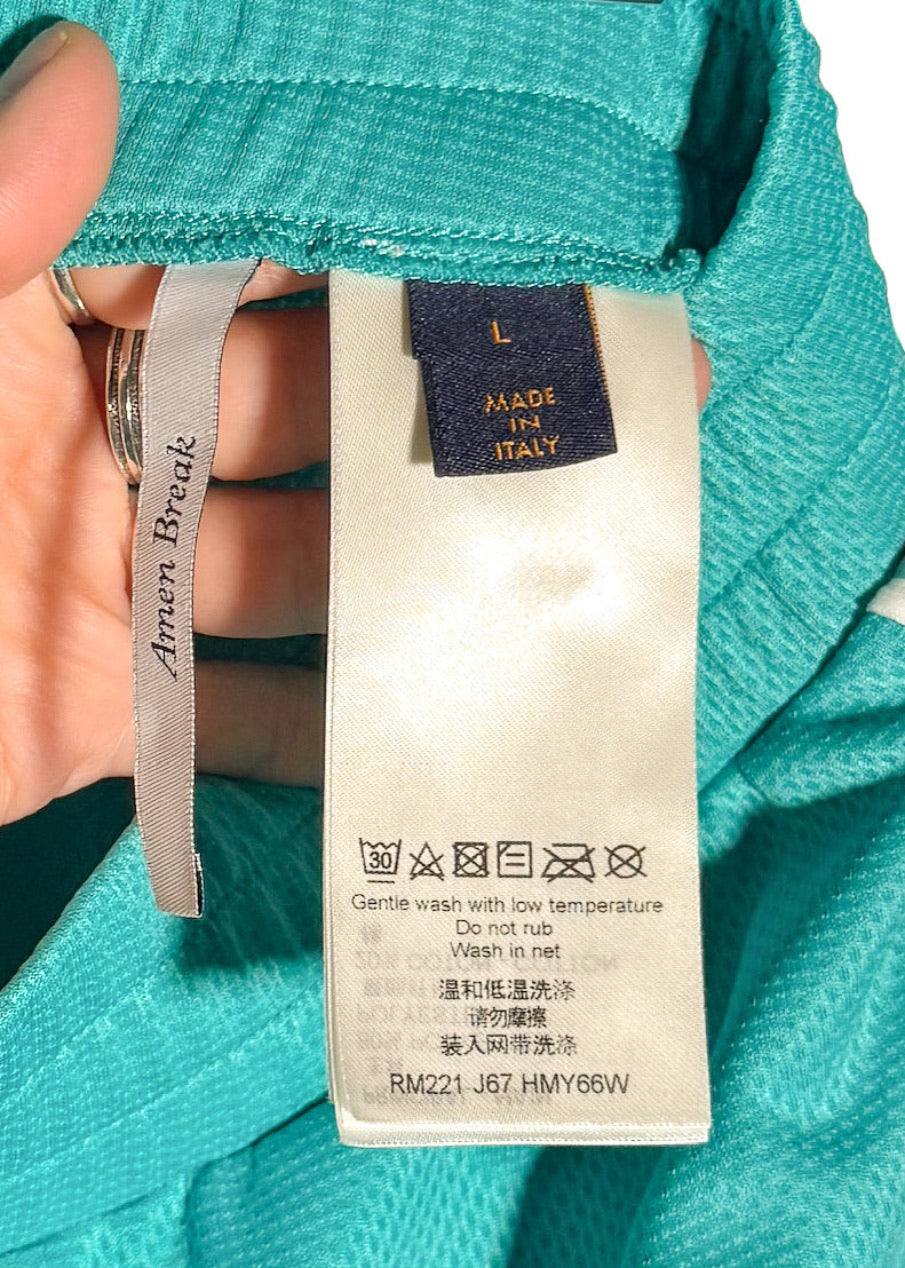 Amen Break
L
MADE
IN
ITALY
30
Gentle wash with low temperature
Do not rub
Wash in net
温和低温洗涤
请勿摩擦
装入网带洗涤
RM221 J67 HMY66W